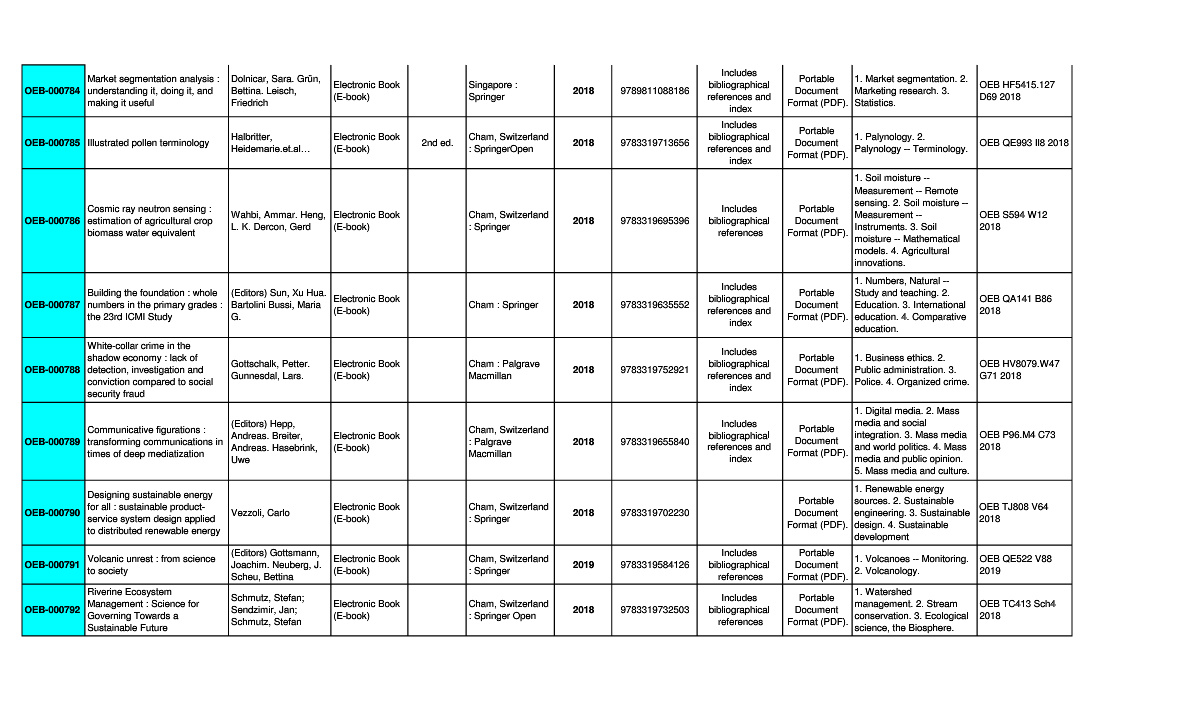 OEB-000784
Market segmentation analysis :
understanding it, doing it, and
making it useful
Dolnicar, Sara. Grün,
Bettina. Leisch,
Friedrich
Electronic Book
(E-book)
Singapore :
Springer
2018
9789811088186
Includes
bibliographical
references and
index
Portable
Document
Format (PDF).
1. Market segmentation. 2.
Marketing research. 3.
Statistics.
OEB HF5415.127
D69 2018
OEB-000785
Illustrated pollen terminology
Halbritter,
Heidemarie.et.al...
Electronic Book
(E-book)
2nd ed.
Cham, Switzerland
: SpringerOpen
2018
9783319713656
Includes
bibliographical
references and
index
Portable
Document
Format (PDF).
1. Palynology. 2.
Palynology -- Terminology.
OEB QE993 Il8 2018
OEB-000786
Cosmic ray neutron sensing :
estimation of agricultural crop
biomass water equivalent
Wahbi, Ammar. Heng,
L. K. Dercon, Gerd
Electronic Book
(E-book)
Cham, Switzerland
: Springer
2018
9783319695396
Includes
bibliographical
references
Portable
Document
Format (PDF).
1. Soil moisture --
Measurement -- Remote
sensing. 2. Soil moisture --
Measurement --
Instruments. 3. Soil
moisture -- Mathematical
models. 4. Agricultural
innovations.
OEB S594 W12
2018
OEB-000787
Building the foundation : whole
numbers in the primary grades :
the 23rd ICMI Study
(Editors) Sun, Xu Hua.
Bartolini Bussi, Maria
G.
Electronic Book
(E-book)
Cham : Springer
2018
9783319635552
Includes
bibliographical
references and
index
Portable
Document
Format (PDF).
1. Numbers, Natural --
Study and teaching. 2.
Education. 3. International
education. 4. Comparative
education.
OEB QA141 B86
2018
OEB-000788
White-collar crime in the
shadow economy : lack of
detection, investigation and
conviction compared to social
security fraud
Gottschalk, Petter.
Gunnesdal, Lars.
Electronic Book
(E-book)
Cham : Palgrave
Macmillan
2018
9783319752921
Includes
bibliographical
references and
index
Portable
Document
Format (PDF).
1. Business ethics. 2.
Public administration. 3.
Police. 4. Organized crime.
OEB HV8079.W47
G71 2018
OEB-000789
Communicative figurations :
transforming communications in
times of deep mediatization
(Editors) Hepp,
Andreas. Breiter,
Andreas. Hasebrink,
Uwe
Electronic Book
(E-book)
Cham, Switzerland
: Palgrave
Macmillan
2018
9783319655840
Includes
bibliographical
references and
index
Portable
Document
Format (PDF).
1. Digital media. 2. Mass
media and social
integration. 3. Mass media
and world politics. 4. Mass
media and public opinion.
5. Mass media and culture.
OEB P96.M4 C73
2018
OEB-000790
Designing sustainable energy
for all : sustainable product-
service system design applied
to distributed renewable energy
Vezzoli, Carlo
Electronic Book
(E-book)
Cham, Switzerland
: Springer
2018
9783319702230
Portable
Document
Format (PDF).
1. Renewable energy
sources. 2. Sustainable
engineering. 3. Sustainable
design. 4. Sustainable
development
OEB TJ808 V64
2018
OEB-000791
Volcanic unrest : from science
to society
(Editors) Gottsmann,
Joachim. Neuberg, J.
Scheu, Bettina
Electronic Book
(E-book)
Cham, Switzerland
: Springer
2019
9783319584126
Includes
bibliographical
references
Portable
Document
Format (PDF).
1. Volcanoes -- Monitoring.
2. Volcanology.
OEB QE522 V88
2019
OEB-000792
Riverine Ecosystem
Management : Science for
Governing Towards a
Sustainable Future
Schmutz, Stefan;
Sendzimir, Jan;
Schmutz, Stefan
Electronic Book
(E-book)
Cham, Switzerland
: Springer Open
2018
9783319732503
Includes
bibliographical
references
Portable
Document
Format (PDF).
1. Watershed
management. 2. Stream
conservation. 3. Ecological
science, the Biosphere.
OEB TC413 Sch4
2018